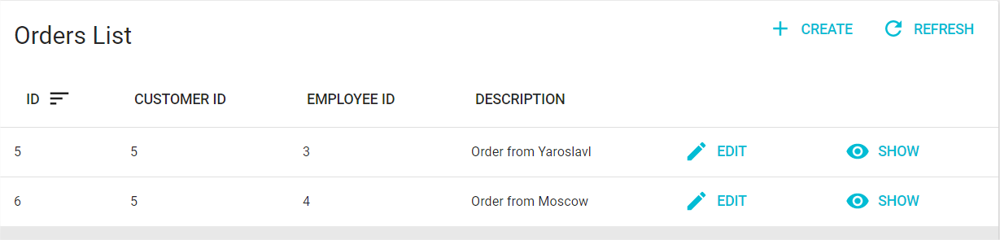 Orders List
CREATE REFRESH
ID CUSTOMER ID EMPLOYEE ID DESCRIPTION
5 5 3 Order from Yaroslavl EDIT SHOW
6 5 4 Order from Moscow EDIT SHOW